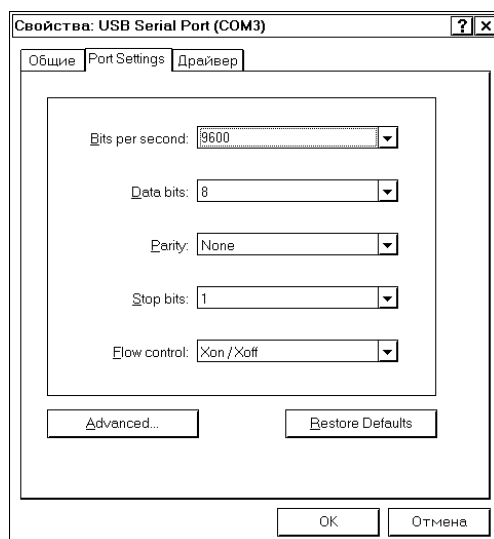 Свойства: USB Serial Port (COM3)
Общие Port Settings Драйвер
Bits per second: 9600
Data bits: 8
Parity: None
Stop bits: 1
Flow control: Xon / Xoff
Advanced... Restore Defaults
OK Отмена